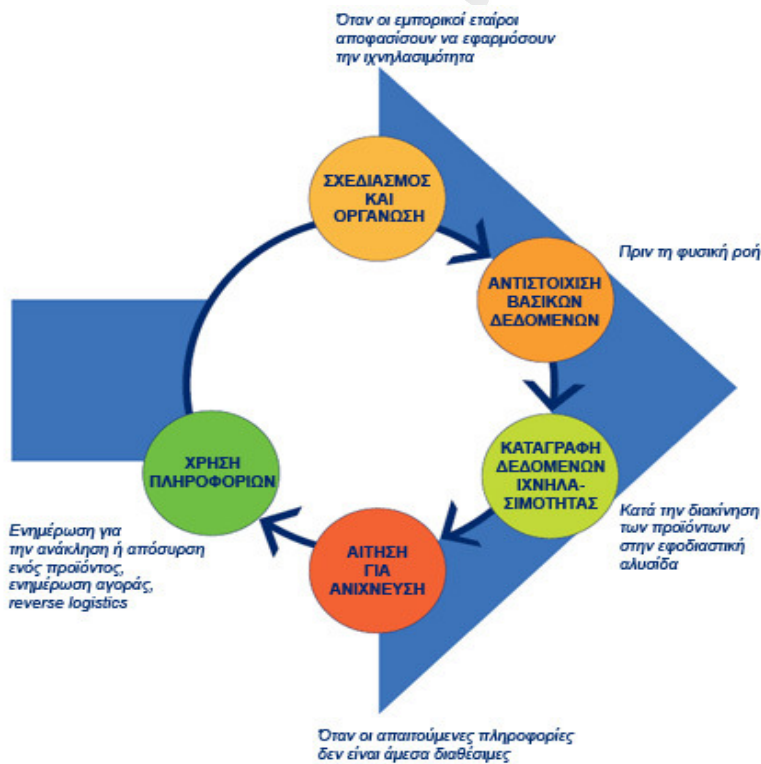 Όταν οι εμπορικοί εταίροι
αποφασίσουν να εφαρμόσουν
την ιχνηλασιμότητα
ΣΧΕΔΙΑΣΜΟΣ
ΚΑΙ
ΟΡΓΑΝΩΣΗ
Πριν τη φυσική ροή
ΑΝΤΙΣΤΟΙΧΙΣΗ
ΒΑΣΙΚΩΝ
ΔΕΔΟΜΕΝΩΝ
ΚΑΤΑΓΡΑΦΗ
ΔΕΔΟΜΕΝΩΝ
ΙΧΝΗΛΑ-
ΣΙΜΟΤΗΤΑΣ
Κατά την διακίνηση
των προϊόντων
στην εφοδιαστική
αλυσίδα
ΑΙΤΗΣΗ
ΓΙΑ
ΑΝΙΧΝΕΥΣΗ
Όταν οι απαιτούμενες πληροφορίες
δεν είναι άμεσα διαθέσιμες
ΧΡΗΣΗ
ΠΛΗΡΟΦΟΡΙΩΝ
Ενημέρωση για
την ανάκληση ή απόσυρση
ενός προϊόντος,
ενημέρωση αγοράς,
reverse logistics